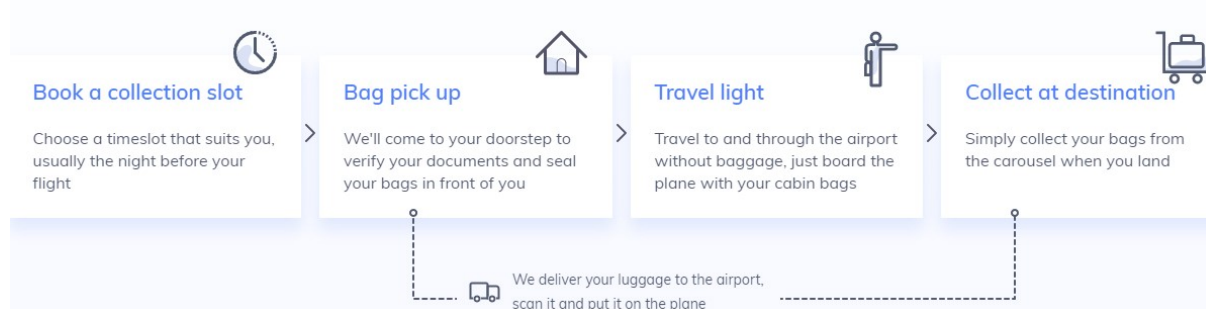 Book a collection slot
Choose a timeslot that suits you,
usually the night before your
flight
Bag pick up
We'll come to your doorstep to
verify your documents and seal
your bags in front of you
Travel light
Travel to and through the airport
without baggage, just board the
plane with your cabin bags
Collect at destination
Simply collect your bags from
the carousel when you land
We deliver your luggage to the airport,
scan it and put it on the plane